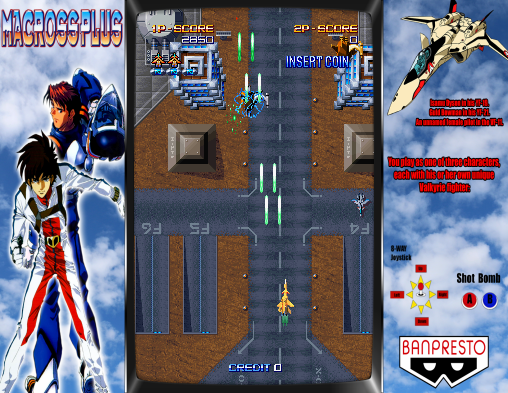 MACROSS PLUS
1P-SCORE
2850
2P-SCORE
0
INSERT COIN
F6
F5
F4
CREDIT 0
You play as one of three characters,
each with his or her own unique
Valkyrie fighter.
8-WAY
Joystick
Shot Bomb
A B
BANPRESTO